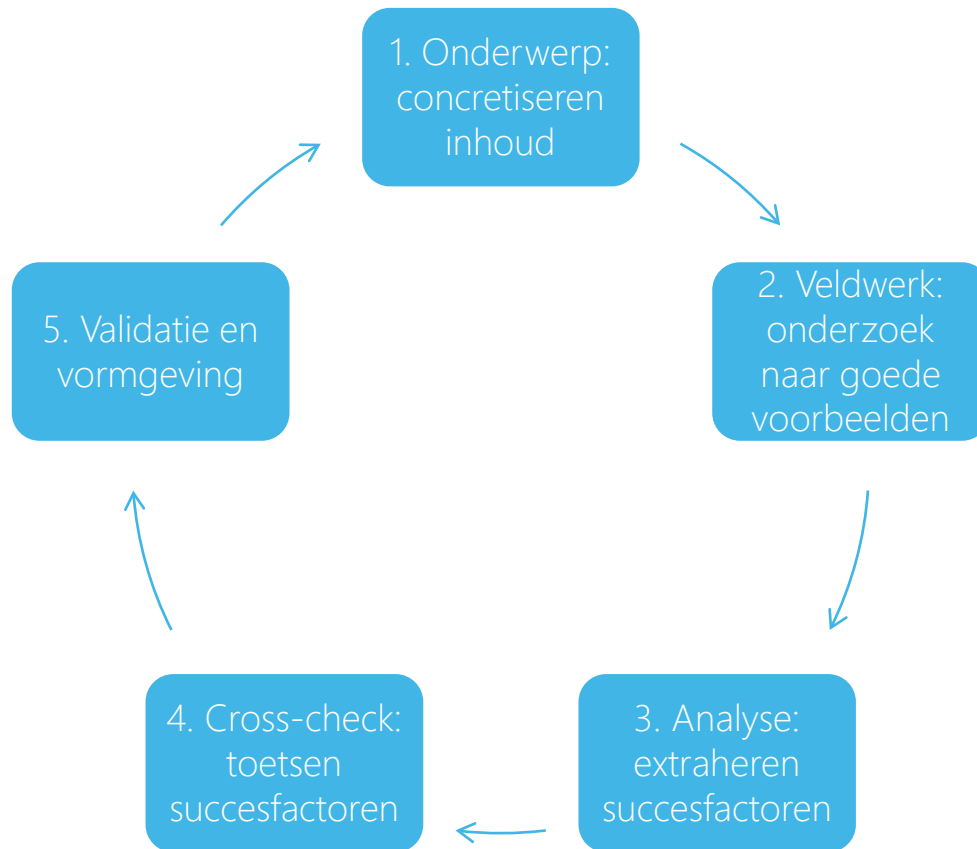 1. Onderwerp:
concretiseren
inhoud
2. Veldwerk:
onderzoek
naar goede
voorbeelden
3. Analyse:
extraheren
succesfactoren
4. Cross-check:
toetsen
succesfactoren
5. Validatie en
vormgeving